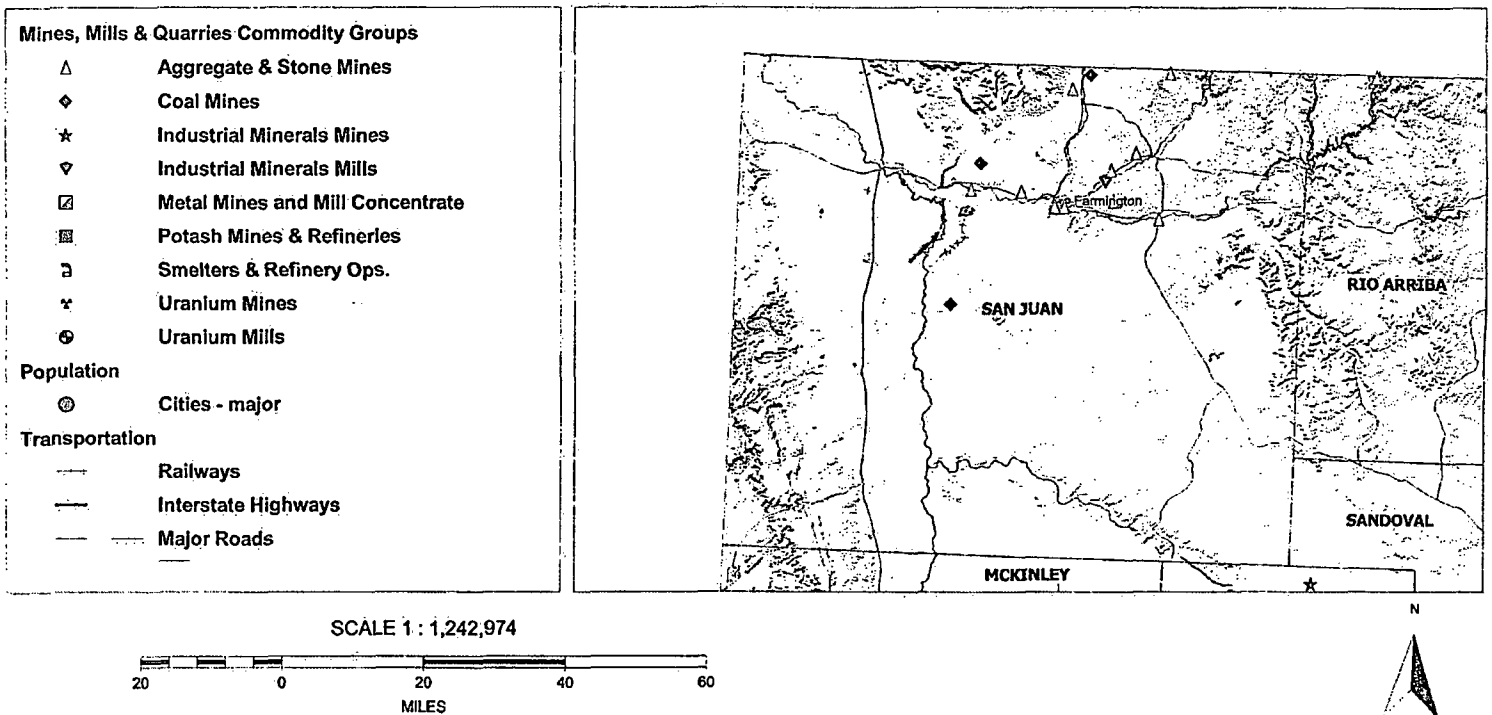 Mines, Mills & Quarries Commodity Groups
Aggregate & Stone Mines
Coal Mines
Industrial Minerals Mines
Industrial Minerals Mills
Metal Mines and Mill Concentrate
Potash Mines & Refineries
Smelters & Refinery Ops.
Uranium Mines
Uranium Mills
Population
Cities - major
Transportation
Railways
Interstate Highways
Major Roads
Farmington
RIO ARRIBA
SAN JUAN
SANDOVAL
MCKINLEY
SCALE 1 : 1,242,974
20 0 20 40 60
MILES
N